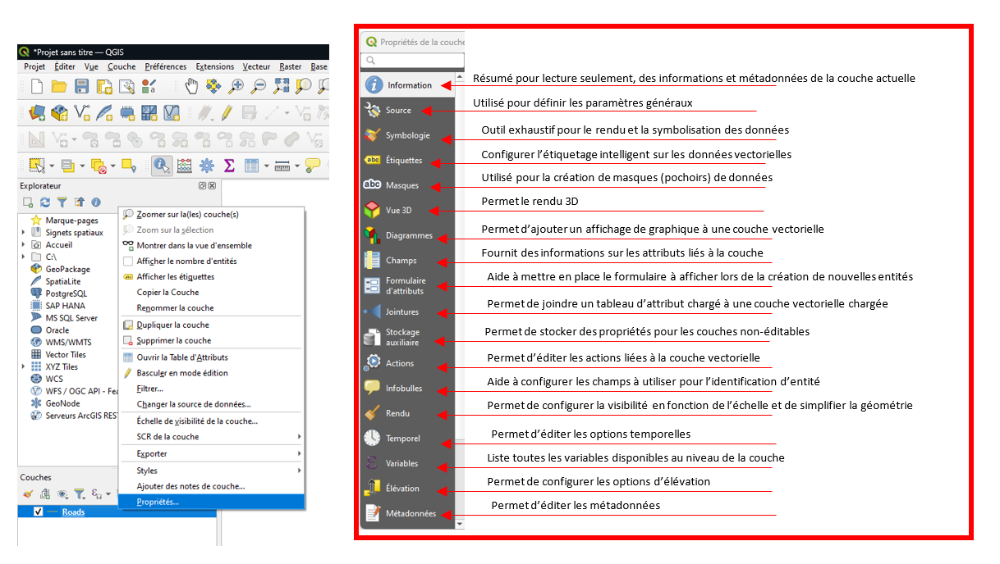 *Projet sans titre — QGIS
Projet Éditer Vue Couche Préférences Extensions Vecteur Raster Base
Explorateur
Marque-pages
Signets spatiaux
Accueil
C:\
GeoPackage
SpatiaLite
PostgreSQL
SAP HANA
MS SQL Server
Oracle
WMS/WMTS
Vector Tiles
XYZ Tiles
WCS
WFS / OGC API - Fea
GeoNode
Serveurs ArcGIS REST
Zoomer sur la(les) couche(s)
Zoom sur la sélection
Montrer dans la vue d'ensemble
Afficher le nombre d'entités
Afficher les étiquettes
Copier la Couche
Renommer la couche
Dupliquer la couche
Supprimer la couche
Ouvrir la Table d'Attributs
Basculer en mode édition
Filtrer...
Changer la source de données...
Échelle de visibilité de la couche...
SCR de la couche
Exporter
Styles
Ajouter des notes de couche...
Propriétés...
Couches
Roads
Propriétés de la couche
Information
Résumé pour lecture seulement, des informations et métadonnées de la couche actuelle
Source
Utilisé pour définir les paramètres généraux
Symbologie
Outil exhaustif pour le rendu et la symbolisation des données
abc Étiquettes
Configurer l’étiquetage intelligent sur les données vectorielles
abc Masques
Utilisé pour la création de masques (pochoirs) de données
Vue 3D
Permet le rendu 3D
Diagrammes
Permet d’ajouter un affichage de graphique à une couche vectorielle
Champs
Fournit des informations sur les attributs liés à la couche
Formulaire
d'attributs
Aide à mettre en place le formulaire à afficher lors de la création de nouvelles entités
Jointures
Permet de joindre un tableau d’attribut chargé à une couche vectorielle chargée
Stockage
auxiliaire
Permet de stocker des propriétés pour les couches non-éditables
Actions
Permet d’éditer les actions liées à la couche vectorielle
Infobulles
Aide à configurer les champs à utiliser pour l’identification d’entité
Rendu
Permet de configurer la visibilité en fonction de l’échelle et de simplifier la géométrie
Temporel
Permet d’éditer les options temporelles
Variables
Liste toutes les variables disponibles au niveau de la couche
Élévation
Permet de configurer les options d’élévation
Métadonnées
Permet d’éditer les métadonnées